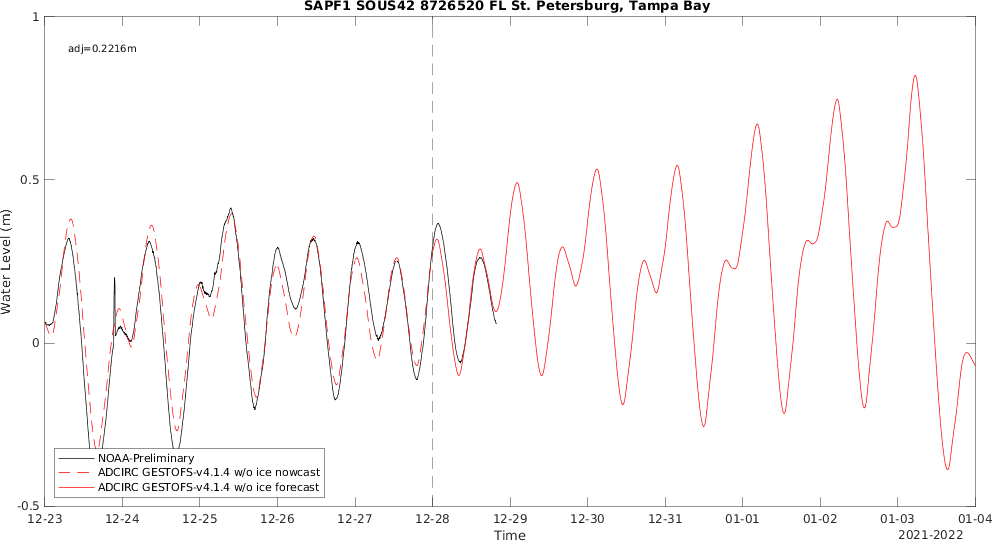 SAPF1 SOUS42 8726520 FL St. Petersburg, Tampa Bay
1
adj=0.2216m
0.5
Water Level (m)
0
NOAA-Preliminary
ADCIRC GESTOFS-v4.1.4 w/o ice nowcast
ADCIRC GESTOFS-v4.1.4 w/o ice forecast
-0.5
12-23 12-24 12-25 12-26 12-27 12-28 12-29 12-30 12-31 01-01 01-02 01-03 01-04
Time
2021-2022